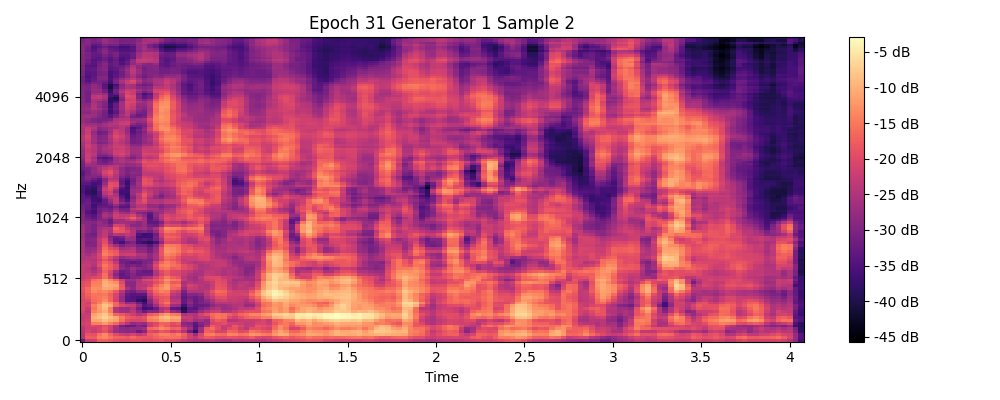 Epoch 31 Generator 1 Sample 2
Hz
4096
2048
1024
512
0
0
0.5
1
1.5
2
2.5
3
3.5
4
Time
-5 dB
-10 dB
-15 dB
-20 dB
-25 dB
-30 dB
-35 dB
-40 dB
-45 dB